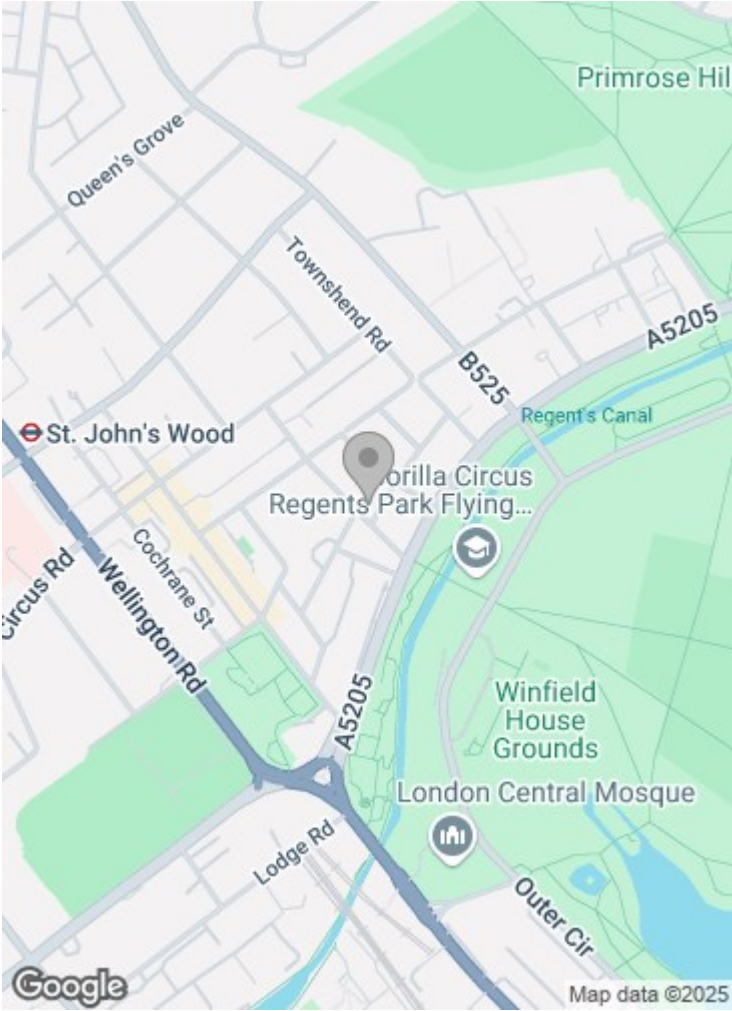 Primrose Hil
Queen's Grove
Townshend Rd
A5205
B525
Regent's Canal
St. John's Wood
orilla Circus
Regents Park Flying...
Cochrane St
Circus Rd
Wellington Rd
Winfield
House
Grounds
A5205
London Central Mosque
Lodge Rd
Outer Cir
Google
Map data ©2025